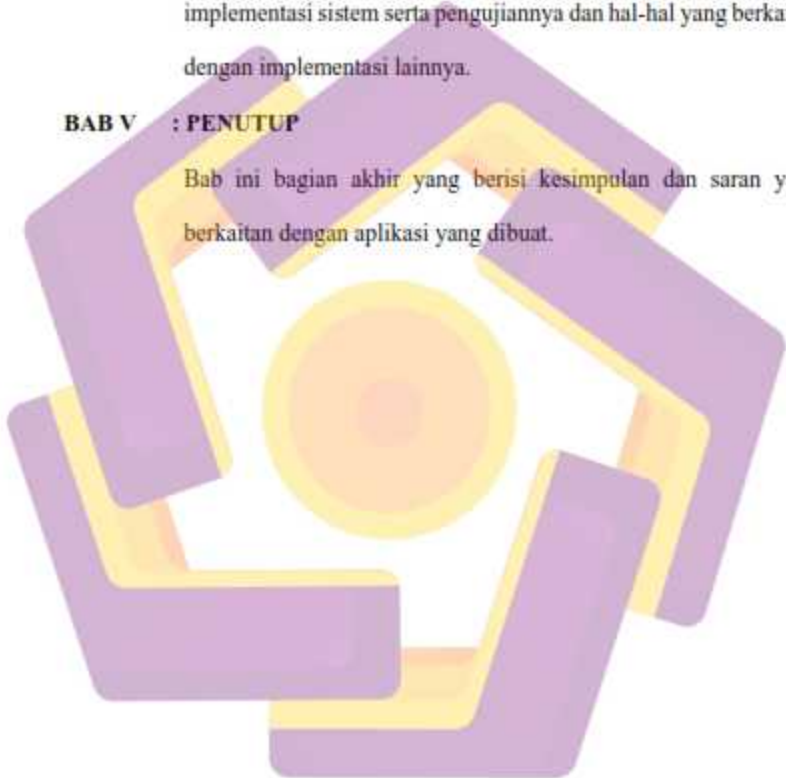 implementasi sistem serta pengujiannya dan hal-hal yang berka
dengan implementasi lainnya.
BAB V : PENUTUP
Bab ini bagian akhir yang berisi kesimpulan dan saran y
berkaitan dengan aplikasi yang dibuat.